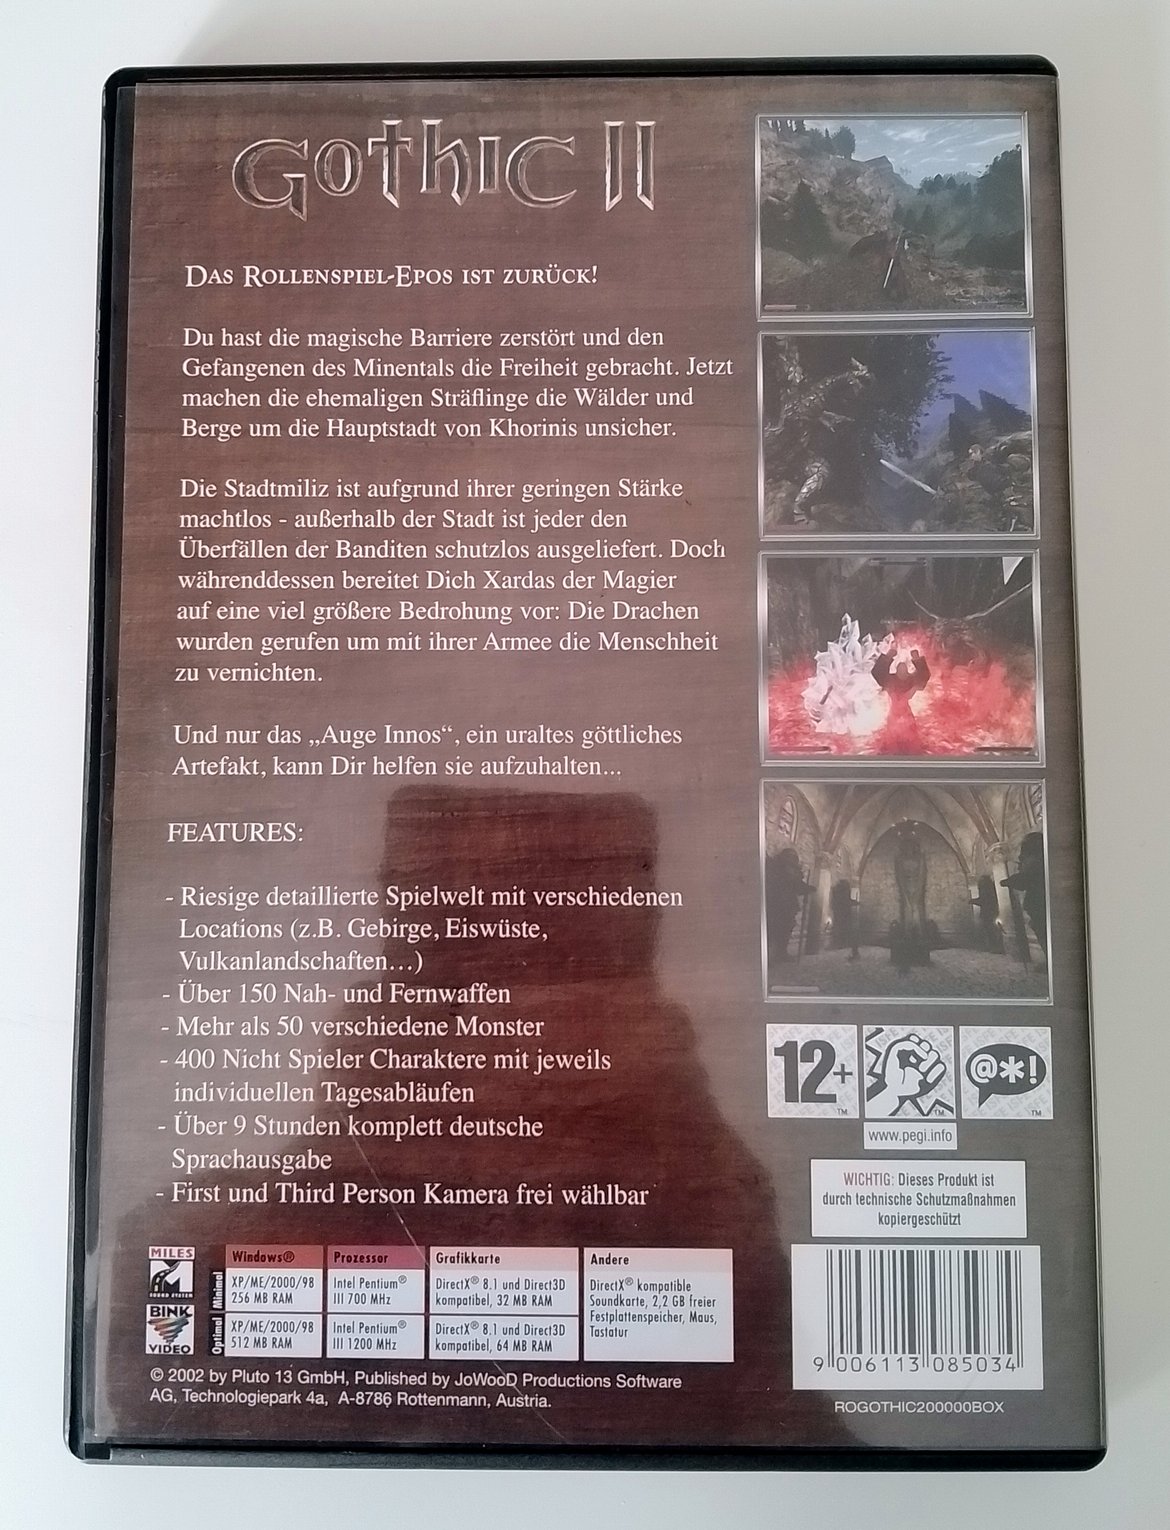 Gothic II
Das Rollenspiel-Epos ist zurück!
Du hast die magische Barriere zerstört und den
Gefangenen des Minentals die Freiheit gebracht. Jetzt
machen die ehemaligen Sträflinge die Wälder und
Berge um die Hauptstadt von Khorinis unsicher.
Die Stadtmiliz ist aufgrund ihrer geringen Stärke
machtlos - außerhalb der Stadt ist jeder den
Überfällen der Banditen schutzlos ausgeliefert. Doch
währenddessen bereitet Dich Xardas der Magier
auf eine viel größere Bedrohung vor: Die Drachen
wurden gerufen um mit ihrer Armee die Menschheit
zu vernichten.
Und nur das „Auge Innos“, ein uraltes göttliches
Artefakt, kann Dir helfen sie aufzuhalten...
FEATURES:
- Riesige detaillierte Spielwelt mit verschiedenen
Locations (z.B. Gebirge, Eiswüste,
Vulkanlandschaften...)
- Über 150 Nah- und Fernwaffen
- Mehr als 50 verschiedene Monster
- 400 Nicht Spieler Charaktere mit jeweils
individuellen Tagesabläufen
- Über 9 Stunden komplett deutsche
Sprachausgabe
- First und Third Person Kamera frei wählbar
12+
TM
TM
@*!
TM
www.pegi.info
WICHTIG: Dieses Produkt ist
durch technische Schutzmaßnahmen
kopiergeschützt
MILES
SOUND SYSTEM
BINK
VIDEO
Windows® Prozessor Grafikkarte Andere
Minimal
XP/ME/2000/98
256 MB RAM
Intel Pentium®
III 700 MHz
DirectX® 8.1 und Direct3D
kompatibel, 32 MB RAM
Optimal
XP/ME/2000/98
512 MB RAM
Intel Pentium®
III 1200 MHz
DirectX® 8.1 und Direct3D
kompatibel, 64 MB RAM
DirectX® kompatible
Soundkarte, 2,2 GB freier
Festplattenspeicher, Maus,
Tastatur
© 2002 by Pluto 13 GmbH, Published by JoWooD Productions Software
AG, Technologiepark 4a, A-8786 Rottenmann, Austria.
9 006113 085034
ROGOTHIC200000BOX